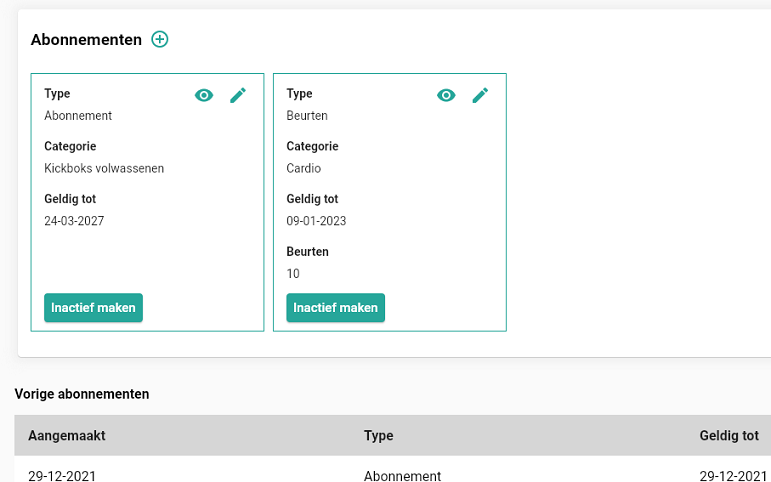 Abonnementen
Type
Abonnement
Categorie
Kickboks volwassenen
Geldig tot
24-03-2027
Inactief maken
Type
Beurten
Categorie
Cardio
Geldig tot
09-01-2023
Beurten
10
Inactief maken
Vorige abonnementen
Aangemaakt Type Geldig tot
29-12-2021 Abonnement 29-12-2021